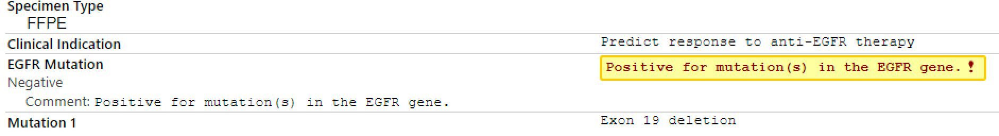 Specimen Type
FFPE
Clinical Indication Predict response to anti-EGFR therapy
EGFR Mutation Positive for mutation(s) in the EGFR gene. !
Negative
Comment: Positive for mutation(s) in the EGFR gene.
Mutation 1 Exon 19 deletion